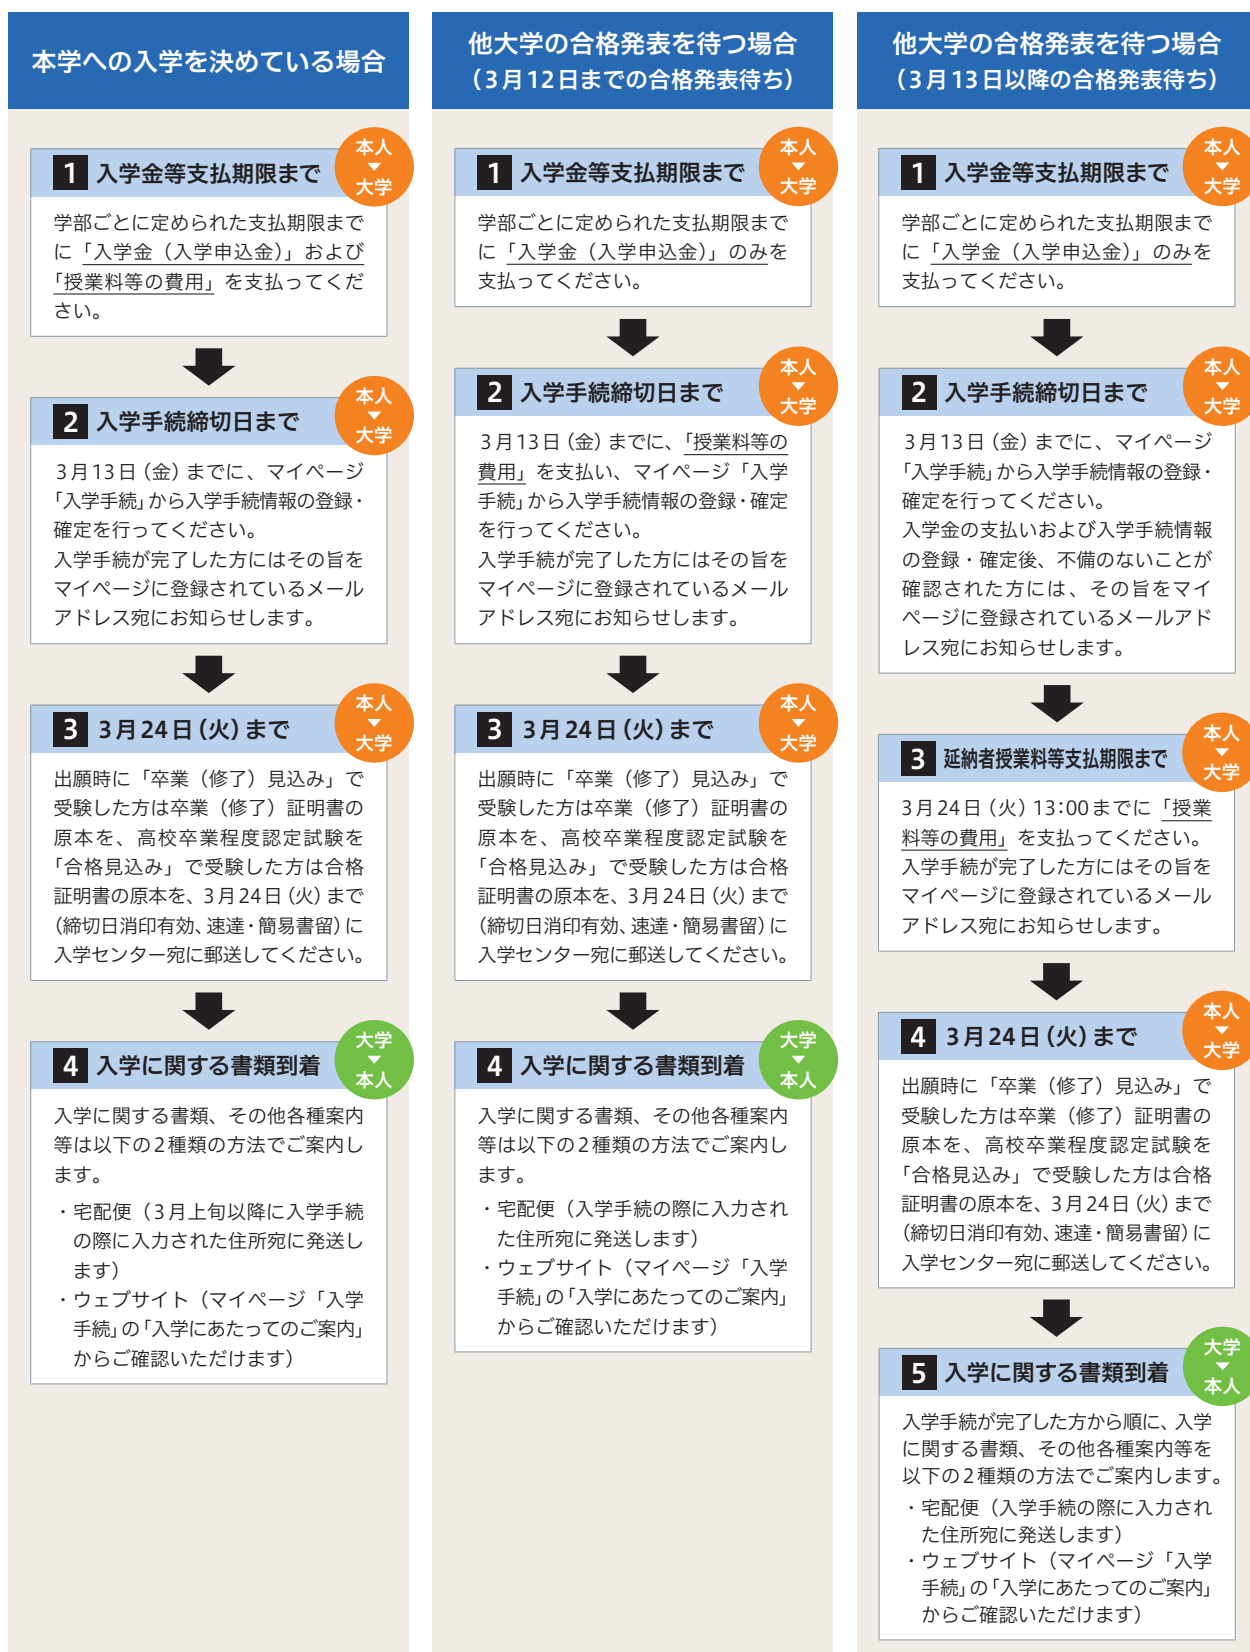 本学への入学を決めている場合
1 入学金等支払期限まで
本人
▼
大学
学部ごとに定められた支払期限まで
に「入学金（入学申込金）」および
「授業料等の費用」を支払ってくだ
さい。
2 入学手続締切日まで
本人
▼
大学
3月13日（金）までに、マイページ
「入学手続」から入学手続情報の登録・
確定を行ってください。
入学手続が完了した方にはその旨を
マイページに登録されているメール
アドレス宛にお知らせします。
3 3月24日（火）まで
本人
▼
大学
出願時に「卒業（修了）見込み」で
受験した方は卒業（修了）証明書の
原本を、高校卒業程度認定試験を
「合格見込み」で受験した方は合格
証明書の原本を、3月24日（火）まで
（締切日消印有効、速達・簡易書留）に
入学センター宛に郵送してください。
4 入学に関する書類到着
大学
▼
本人
入学に関する書類、その他各種案内
等は以下の2種類の方法でご案内し
ます。
・宅配便（3月上旬以降に入学手続
の際に入力された住所宛に発送し
ます）
・ウェブサイト（マイページ「入学
手続」の「入学にあたってのご案内」
からご確認いただけます）
他大学の合格発表を待つ場合
（3月12日までの合格発表待ち）
1 入学金等支払期限まで
本人
▼
大学
学部ごとに定められた支払期限まで
に「入学金（入学申込金）」のみを
支払ってください。
2 入学手続締切日まで
本人
▼
大学
3月13日（金）までに、「授業料等の
費用」を支払い、マイページ「入学
手続」から入学手続情報の登録・確定
を行ってください。
入学手続が完了した方にはその旨を
マイページに登録されているメール
アドレス宛にお知らせします。
3 3月24日（火）まで
本人
▼
大学
出願時に「卒業（修了）見込み」で
受験した方は卒業（修了）証明書の
原本を、高校卒業程度認定試験を
「合格見込み」で受験した方は合格
証明書の原本を、3月24日（火）まで
（締切日消印有効、速達・簡易書留）に
入学センター宛に郵送してください。
4 入学に関する書類到着
大学
▼
本人
入学に関する書類、その他各種案内
等は以下の2種類の方法でご案内し
ます。
・宅配便（入学手続の際に入力され
た住所宛に発送します）
・ウェブサイト（マイページ「入学
手続」の「入学にあたってのご案内」
からご確認いただけます）
他大学の合格発表を待つ場合
（3月13日以降の合格発表待ち）
1 入学金等支払期限まで
本人
▼
大学
学部ごとに定められた支払期限まで
に「入学金（入学申込金）」のみを
支払ってください。
2 入学手続締切日まで
本人
▼
大学
3月13日（金）までに、マイページ
「入学手続」から入学手続情報の登録・
確定を行ってください。
入学金の支払いおよび入学手続情報
の登録・確定後、不備のないことが
確認された方には、その旨をマイ
ページに登録されているメールアド
レス宛にお知らせします。
3 延納者授業料等支払期限まで
本人
▼
大学
3月24日（火）13:00までに「授業
料等の費用」を支払ってください。
入学手続が完了した方にはその旨を
マイページに登録されているメール
アドレス宛にお知らせします。
4 3月24日（火）まで
本人
▼
大学
出願時に「卒業（修了）見込み」で
受験した方は卒業（修了）証明書の
原本を、高校卒業程度認定試験を
「合格見込み」で受験した方は合格
証明書の原本を、3月24日（火）まで
（締切日消印有効、速達・簡易書留）に
入学センター宛に郵送してください。
5 入学に関する書類到着
大学
▼
本人
入学手続が完了した方から順に、入学
に関する書類、その他各種案内等を
以下の2種類の方法でご案内します。
・宅配便（入学手続の際に入力され
た住所宛に発送します）
・ウェブサイト（マイページ「入学
手続」の「入学にあたってのご案内」
からご確認いただけます）